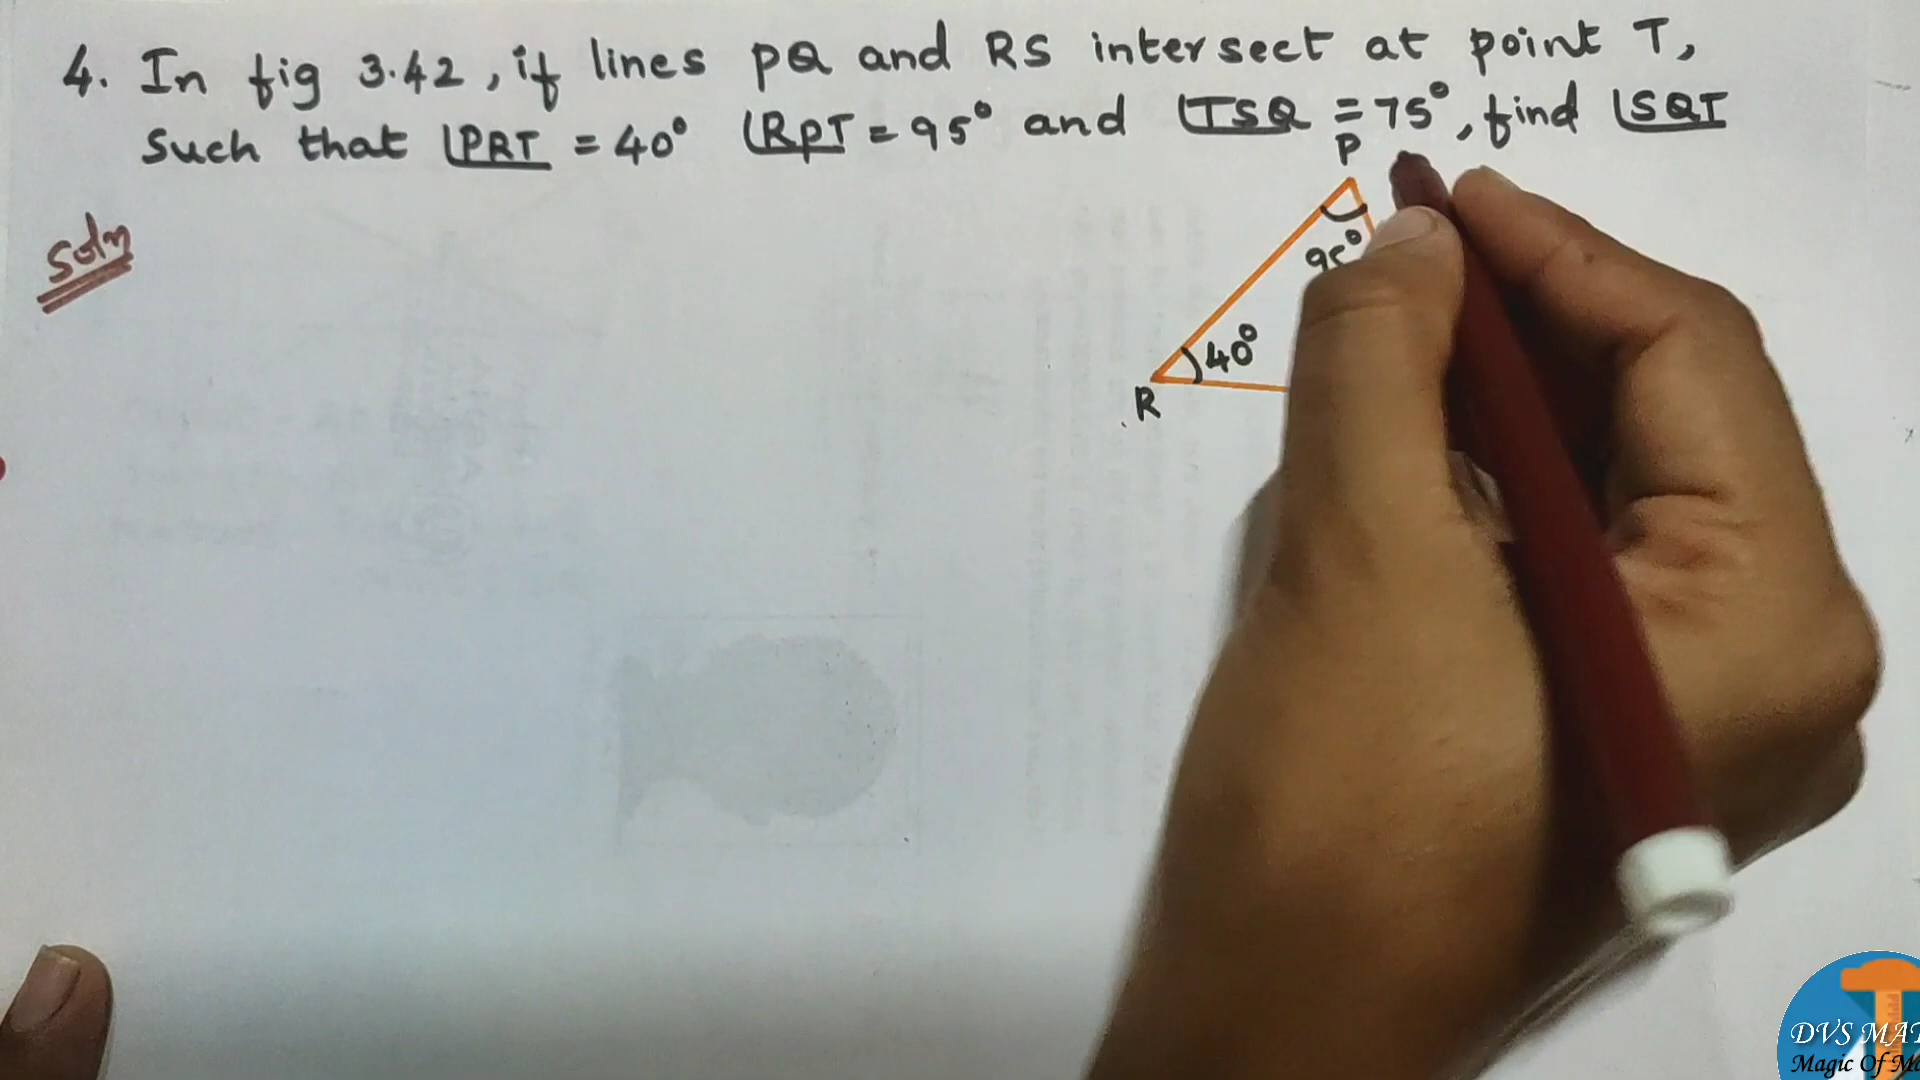 4. In fig 3.42, if lines PQ and RS intersect at point T,
Such that ∠PRT = 40° ∠RPT = 95° and ∠TSQ = 75°, find ∠SQT
Soln
P
95°
40°
R
DVS MAT
Magic Of Ma